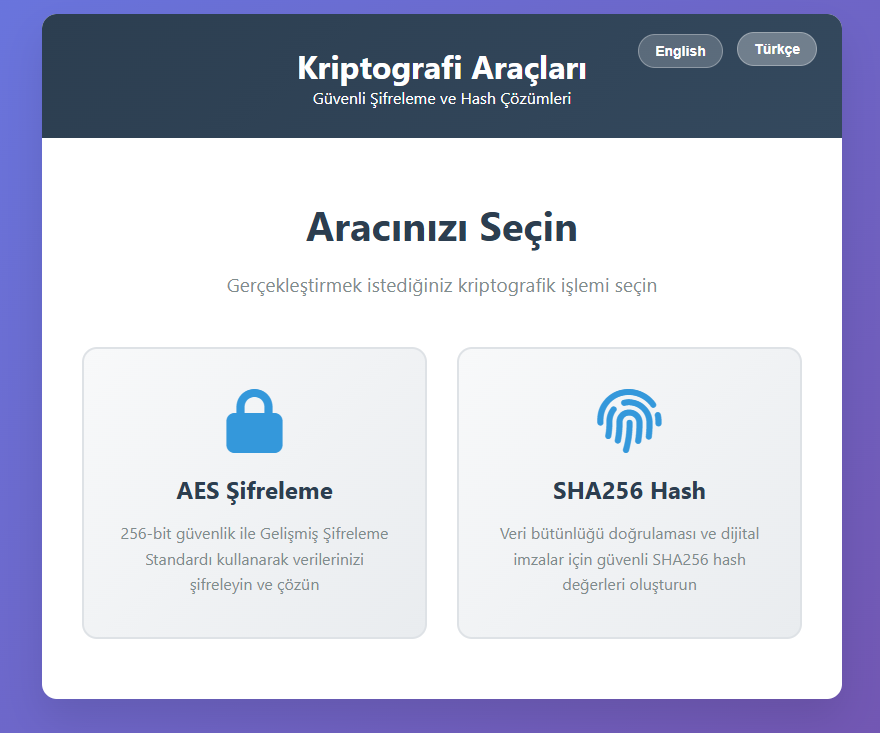 Kriptografi Araçları
Güvenli Şifreleme ve Hash Çözümleri
English
Türkçe
Aracınızı Seçin
Gerçekleştirmek istediğiniz kriptografik işlemi seçin
AES Şifreleme
256-bit güvenlik ile Gelişmiş Şifreleme
Standardı kullanarak verilerinizi
şifreleyin ve çözün
SHA256 Hash
Veri bütünlüğü doğrulaması ve dijital
imzalar için güvenli SHA256 hash
değerleri oluşturun